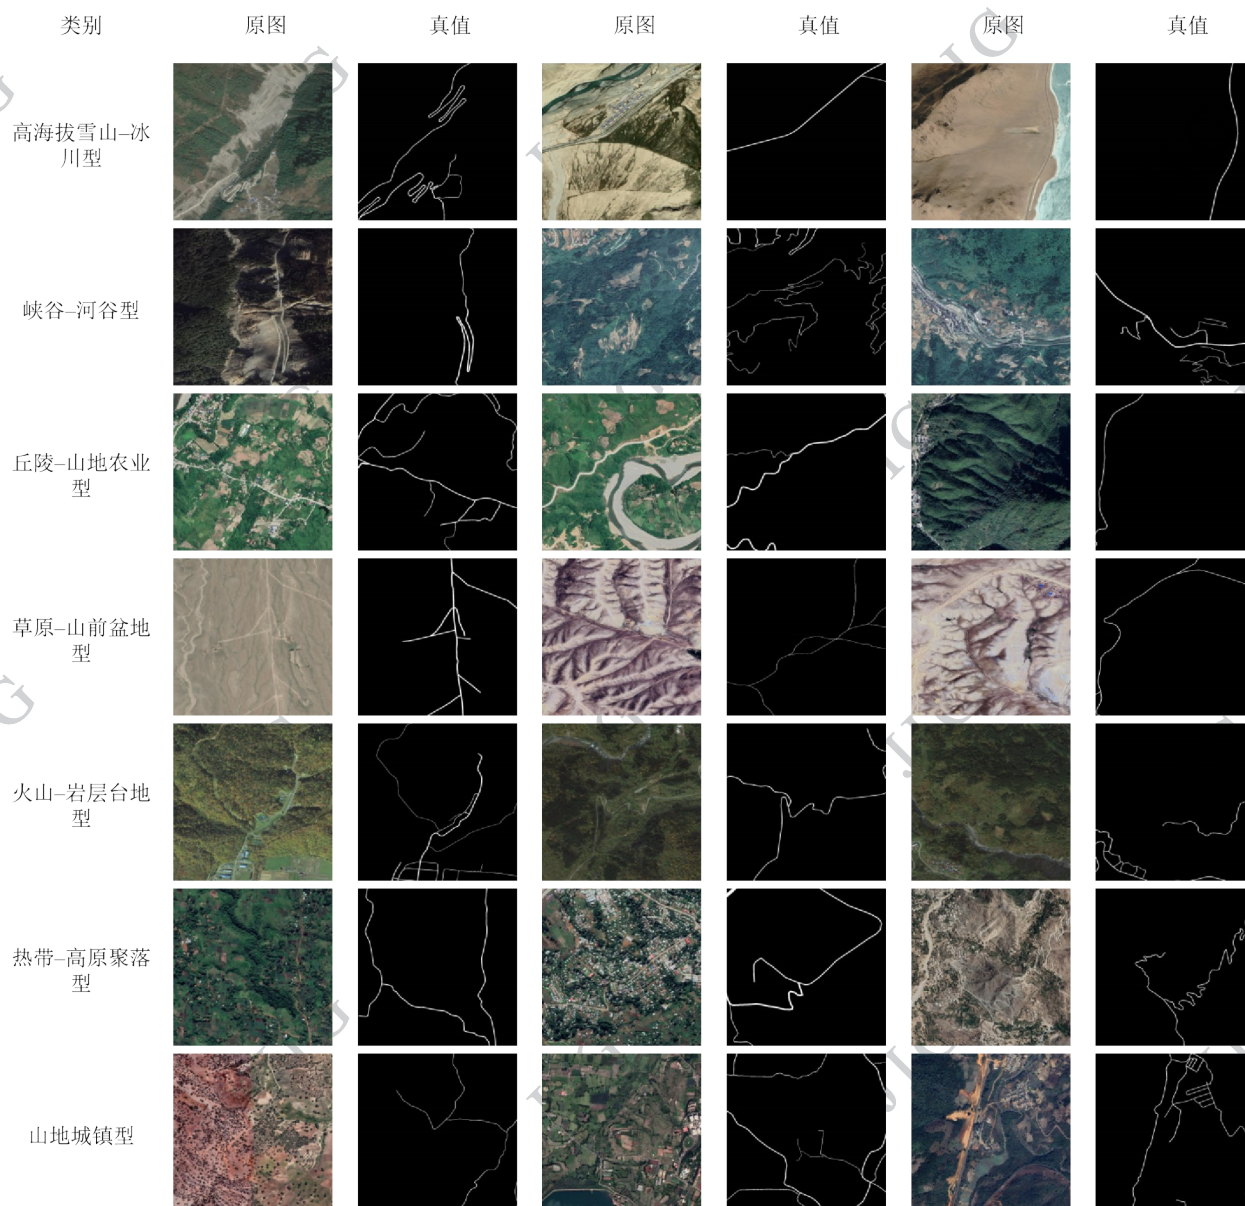 类别 原图 真值 原图 真值 原图 真值
高海拔雪山–冰
川型
峡谷–河谷型
丘陵–山地农业
型
草原–山前盆地
型
火山–岩层台地
型
热带–高原聚落
型
山地城镇型